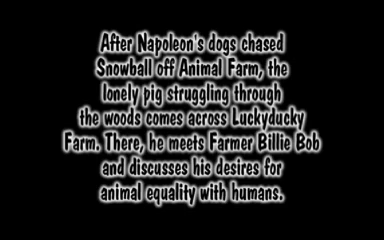 After Napoleon's dogs chased
Snowball off Animal Farm, the
lonely pig struggling through
the woods comes across Luckyducky
Farm. There, he meets Farmer Billie Bob
and discusses his desires for
animal equality with humans.